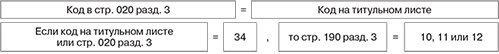 Код в стр. 020 разд. 3 = Код на титульном листе
Если код на титульном листе
или стр. 020 разд. 3 = 34 , то стр. 190 разд. 3 = 10, 11 или 12